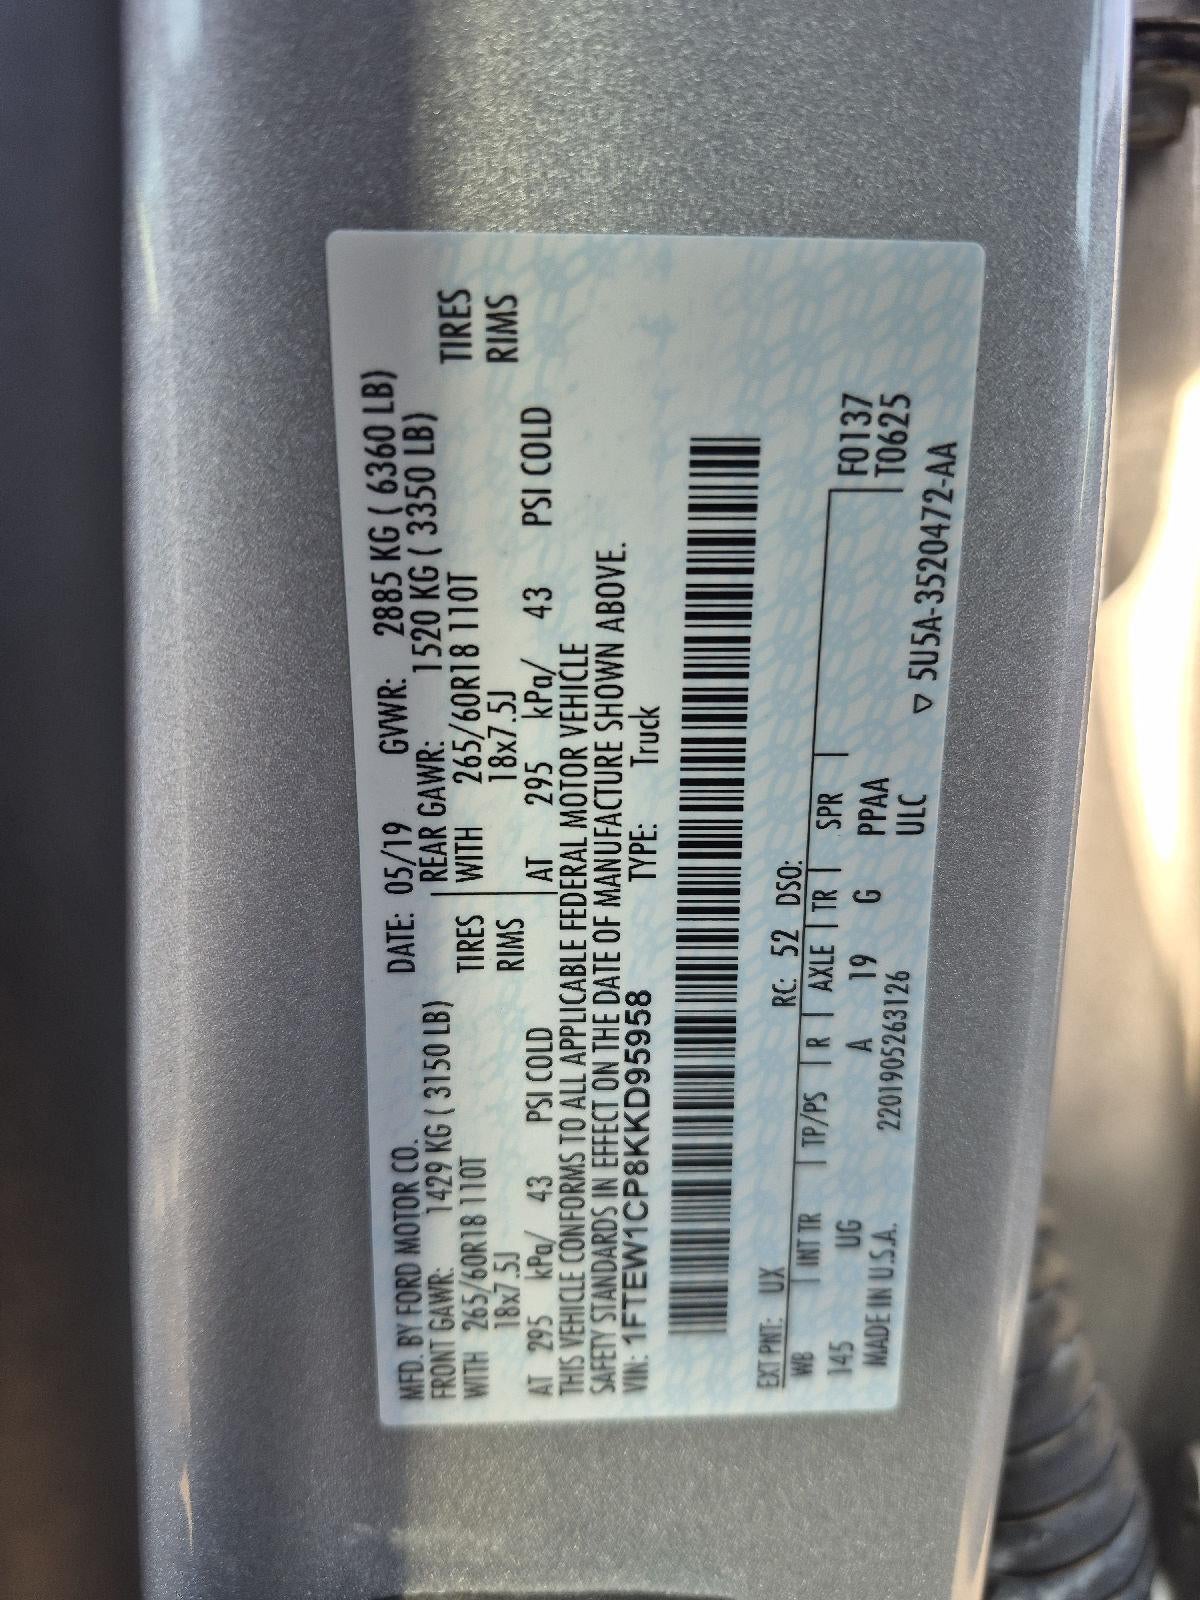 MFD. BY FORD MOTOR CO. DATE: 05/19 GVWR: 2885 KG ( 6360 LB)
FRONT GAWR: 1429 KG ( 3150 LB) REAR GAWR: 1520 KG ( 3350 LB)
WITH 265/60R18 110T TIRES WITH 265/60R18 110T TIRES
18x7.5J RIMS 18x7.5J RIMS
AT 295 kPa/ 43 PSI COLD AT 295 kPa/ 43 PSI COLD
THIS VEHICLE CONFORMS TO ALL APPLICABLE FEDERAL MOTOR VEHICLE
SAFETY STANDARDS IN EFFECT ON THE DATE OF MANUFACTURE SHOWN ABOVE.
VIN: 1FTEW1CP8KKD95958 TYPE: Truck
EXT PNT: UX RC: 52 DSO:
WB INT TR TP/PS R AXLE TR SPR F0137
145 UG A 19 G PPAA T0625
MADE IN U.S.A. 2201905263126 ULC
▽ 5U5A-3520472-AA